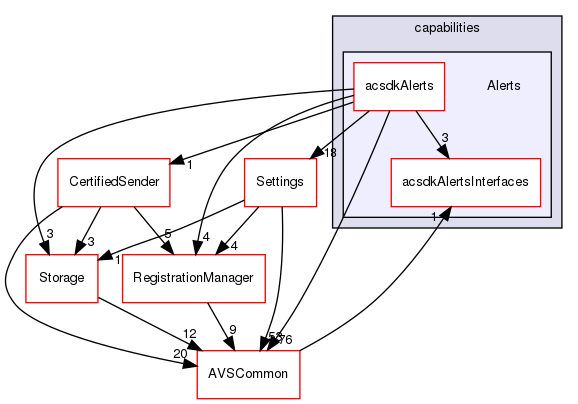 capabilities
acsdkAlerts
Alerts
3
1
18
CertifiedSender
Settings
acsdkAlertsInterfaces
1
3
3
5
4
4
1
Storage
RegistrationManager
12
9
76
20
AVSCommon